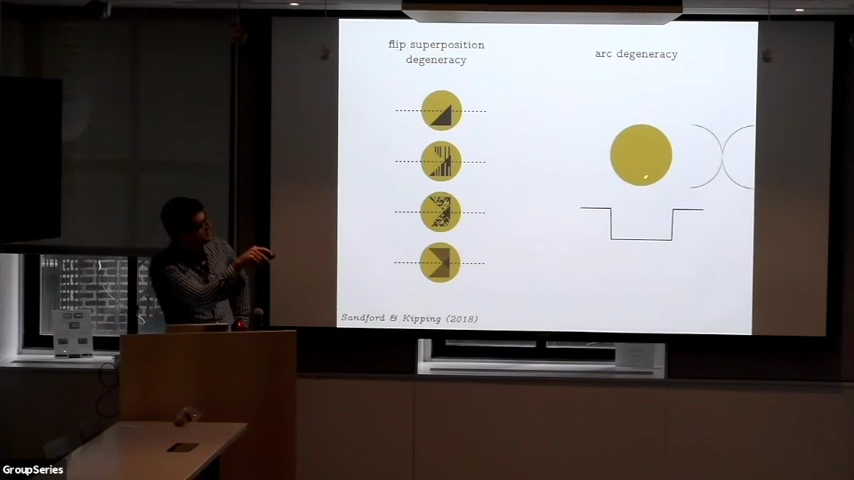 flip superposition
degeneracy
arc degeneracy
Sandford & Kipping (2018)
GroupSeries